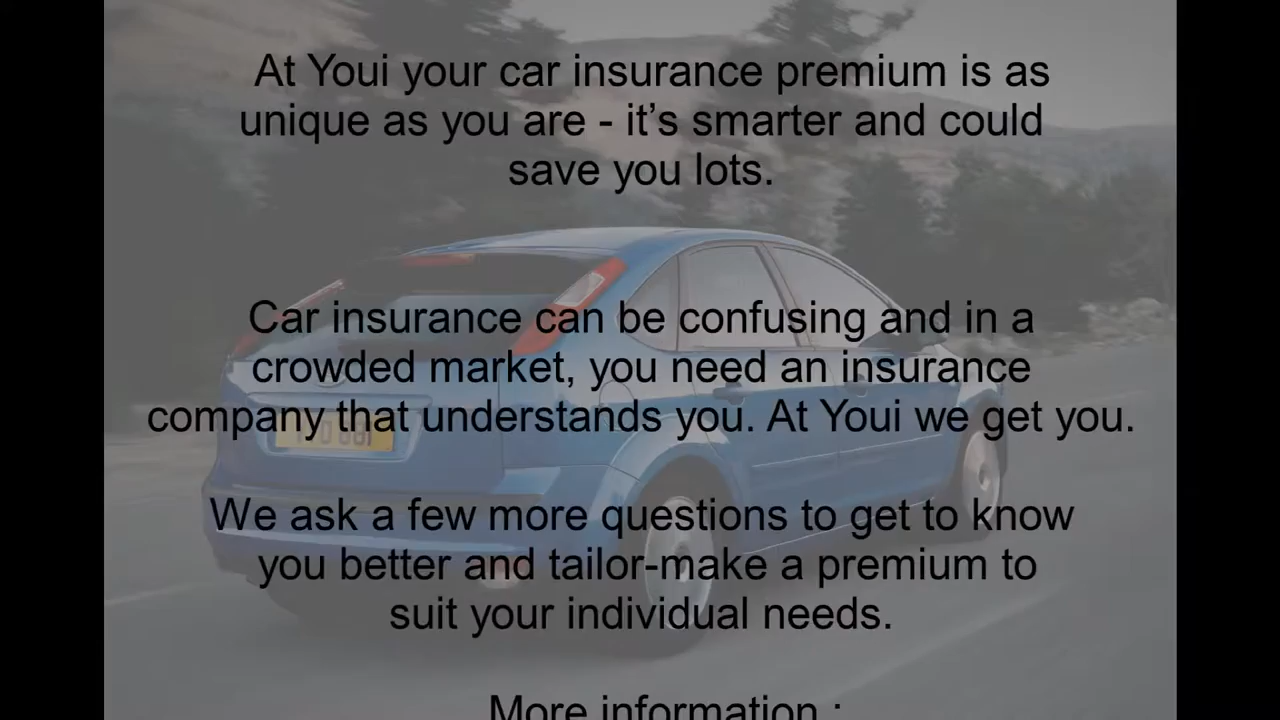 At Youi your car insurance premium is as
unique as you are - it’s smarter and could
save you lots.
Car insurance can be confusing and in a
crowded market, you need an insurance
company that understands you. At Youi we get you.
We ask a few more questions to get to know
you better and tailor-make a premium to
suit your individual needs.
More information :